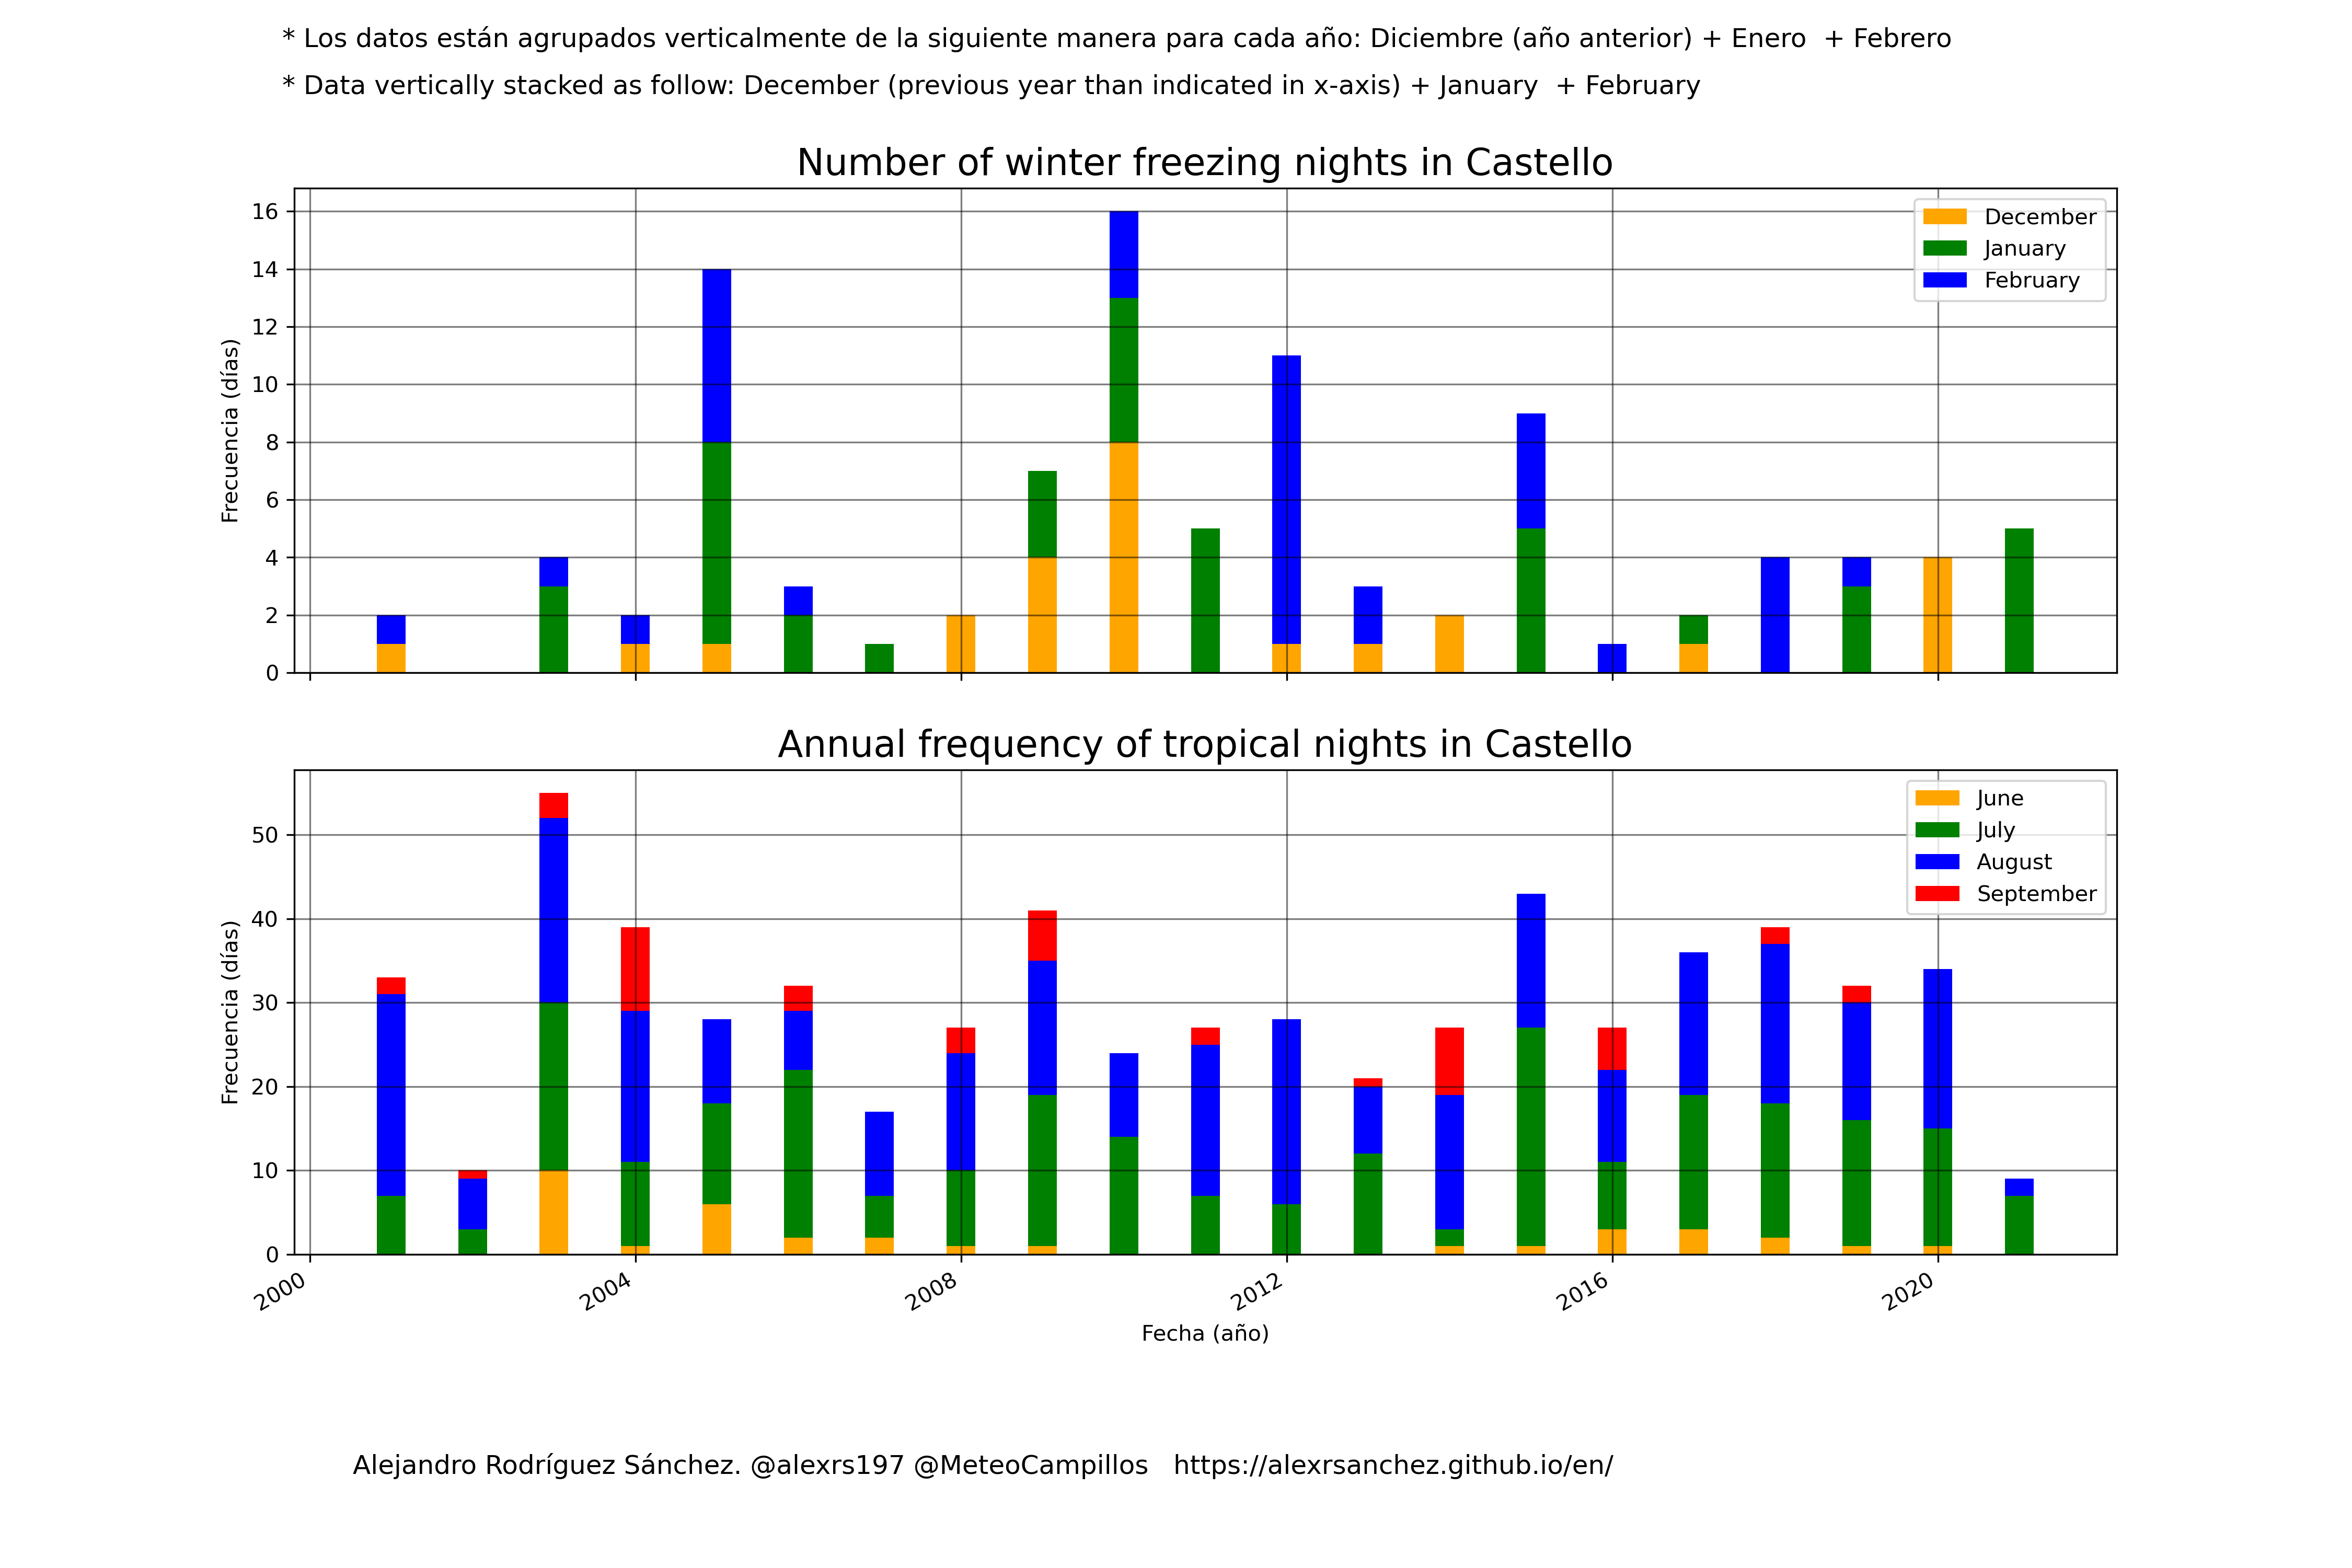 * Los datos están agrupados verticalmente de la siguiente manera para cada año: Diciembre (año anterior) + Enero  + Febrero
* Data vertically stacked as follow: December (previous year than indicated in x-axis) + January  + February
Number of winter freezing nights in Castello
16
14
12
10
8
6
4
2
0
Frecuencia (días)
December
January
February
Annual frequency of tropical nights in Castello
50
40
30
20
10
0
Frecuencia (días)
June
July
August
September
2000
2004
2008
2012
2016
2020
Fecha (año)
Alejandro Rodríguez Sánchez. @alexrs197 @MeteoCampillos   https://alexrsanchez.github.io/en/